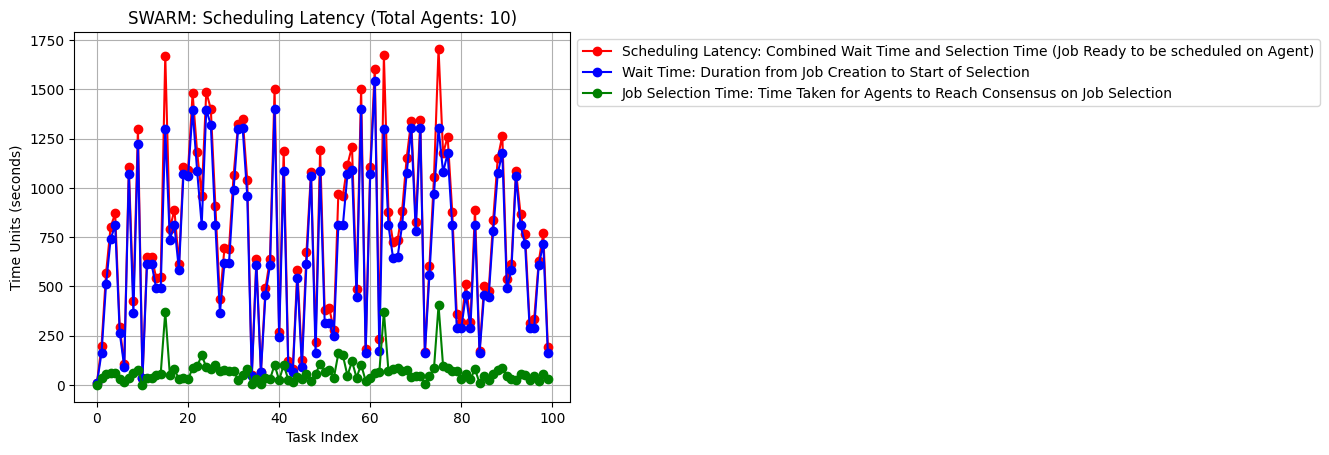 SWARM: Scheduling Latency (Total Agents: 10)
Scheduling Latency: Combined Wait Time and Selection Time (Job Ready to be scheduled on Agent)
Wait Time: Duration from Job Creation to Start of Selection
Job Selection Time: Time Taken for Agents to Reach Consensus on Job Selection
Time Units (seconds)
1750
1500
1250
1000
750
500
250
0
0 20 40 60 80 100
Task Index